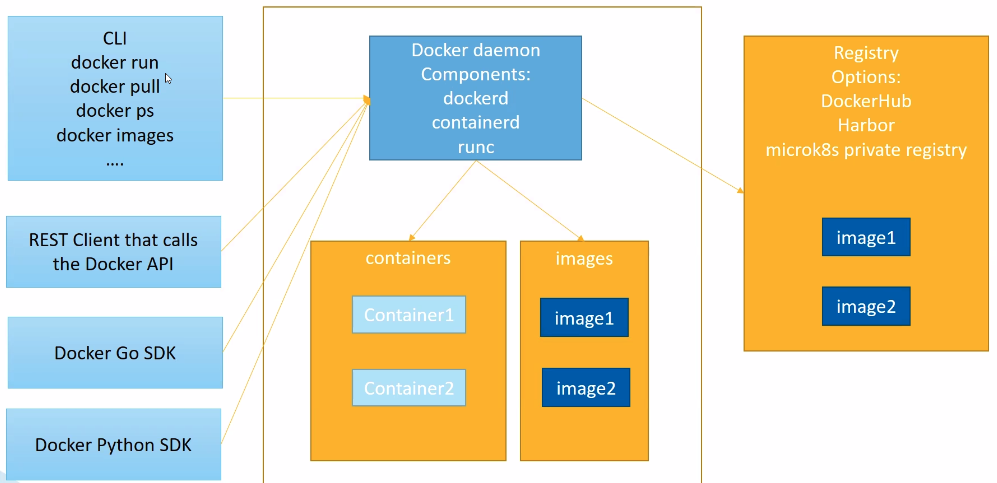 CLI
docker run
docker pull
docker ps
docker images
....
REST Client that calls
the Docker API
Docker Go SDK
Docker Python SDK
Docker daemon
Components:
dockerd
containerd
runc
containers
Container1
Container2
images
image1
image2
Registry
Options:
DockerHub
Harbor
microk8s private registry
image1
image2